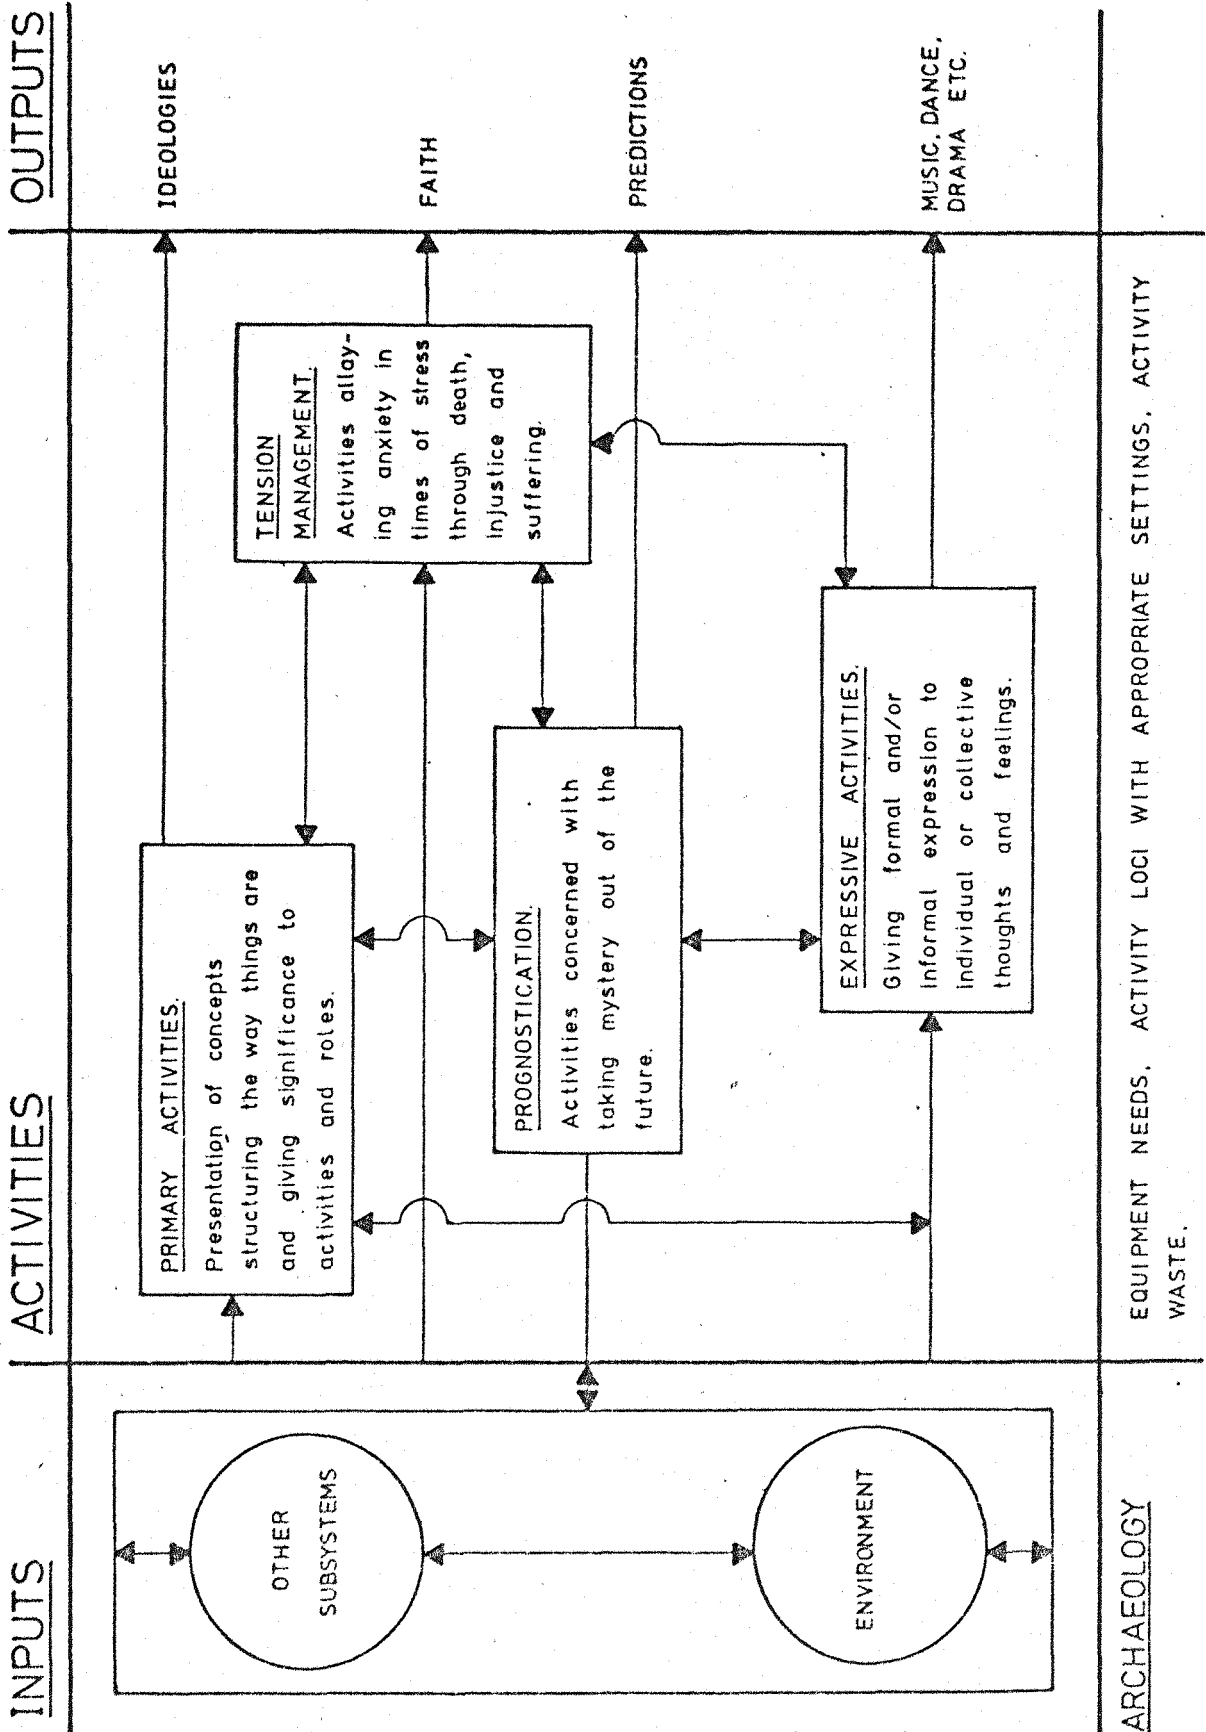 INPUTS
ACTIVITIES
OUTPUTS
OTHER
SUBSYSTEMS
ENVIRONMENT
PRIMARY ACTIVITIES.
Presentation of concepts
structuring the way things are
and giving significance to
activities and roles.
TENSION
MANAGEMENT.
Activities allay-
ing anxiety in
times of stress
through death,
injustice and
suffering.
PROGNOSTICATION.
Activities concerned with
taking mystery out of the
future.
EXPRESSIVE ACTIVITIES.
Giving formal and/or
informal expression to
individual or collective
thoughts and feelings.
IDEOLOGIES
FAITH
PREDICTIONS
MUSIC, DANCE,
DRAMA ETC.
ARCHAEOLOGY
EQUIPMENT NEEDS, ACTIVITY LOCI WITH APPROPRIATE SETTINGS, ACTIVITY
WASTE.